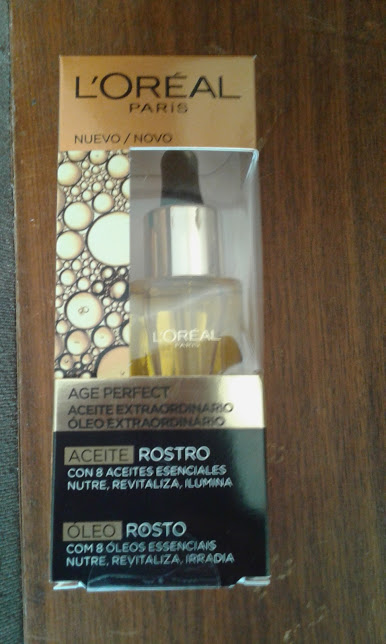 L'ORÉAL
PARIS
NUEVO / NOVO
L'ORÉAL
PARIS
AGE PERFECT
ACEITE EXTRAORDINARIO
ÓLEO EXTRAORDINÁRIO
ACEITE ROSTRO
CON 8 ACEITES ESENCIALES
NUTRE, REVITALIZA, ILUMINA
ÓLEO ROSTO
COM 8 ÓLEOS ESSENCIAIS
NUTRE, REVITALIZA, IRRADIA